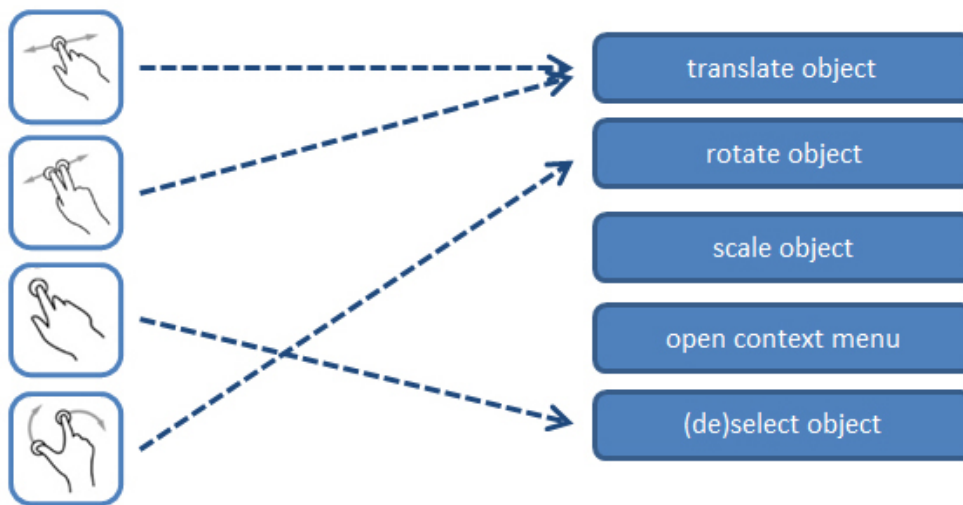 translate object
rotate object
scale object
open context menu
(de)select object